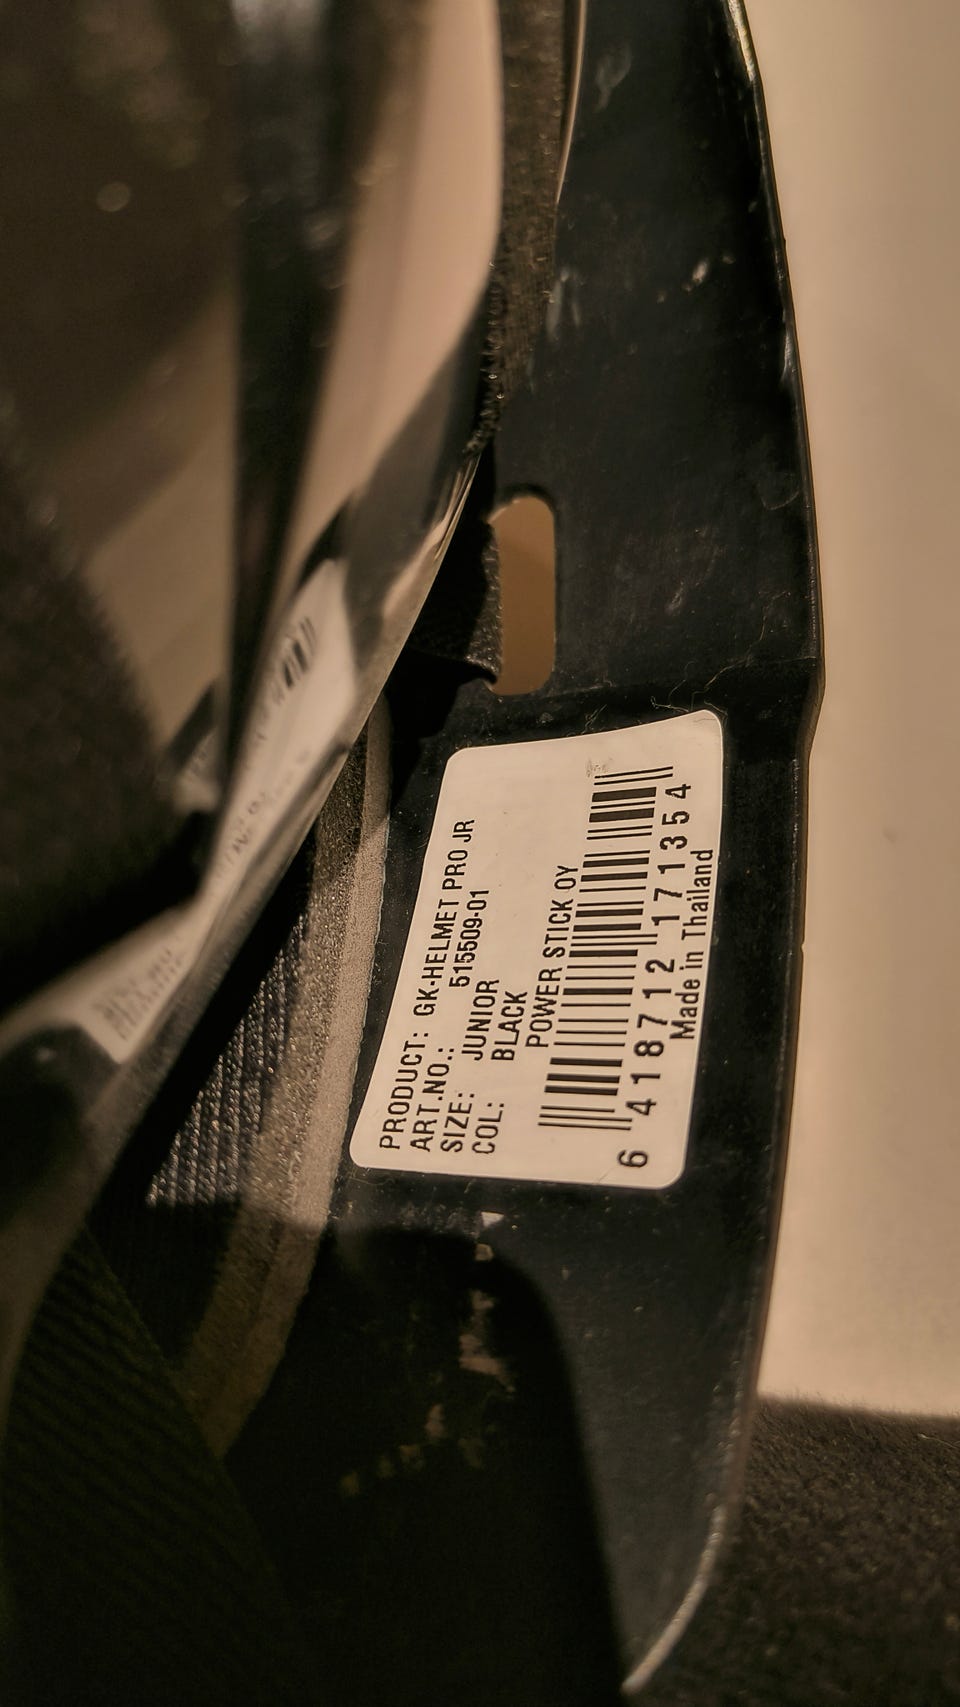 PRODUCT: GK-HELMET PRO JR
ART.NO.: 515509-01
SIZE: JUNIOR
COL: BLACK
POWER STICK OY
6 418712 171354
Made in Thailand